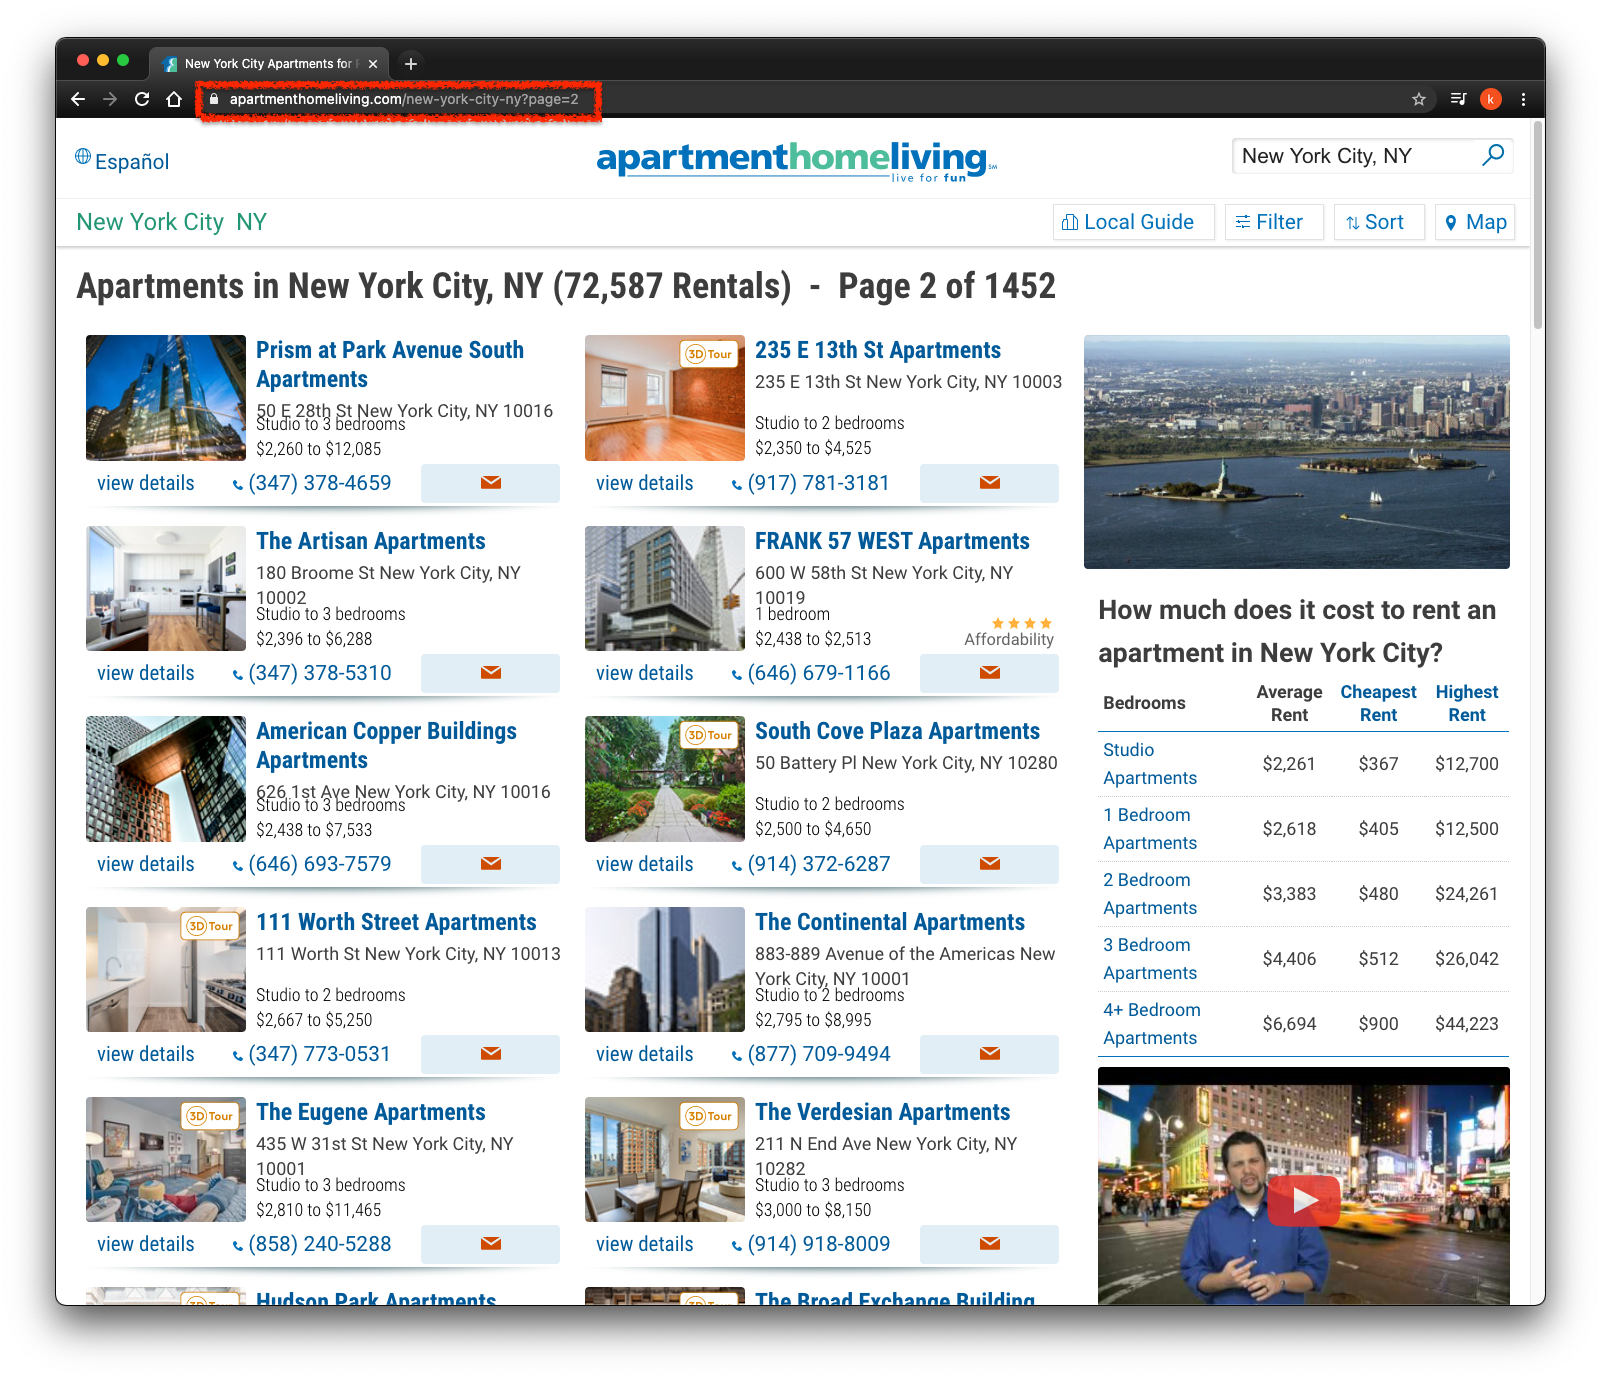 New York City Apartments for
apartmenthomeliving.com/new-york-city-ny?page=2
k
Español
apartmenthomeliving SM
live for fun
New York City, NY
New York City NY
Local Guide
Filter
Sort
Map
Apartments in New York City, NY (72,587 Rentals) - Page 2 of 1452
Prism at Park Avenue South
Apartments
50 E 28th St New York City, NY 10016
Studio to 3 bedrooms
$2,260 to $12,085
view details
(347) 378-4659
3D Tour
235 E 13th St Apartments
235 E 13th St New York City, NY 10003
Studio to 2 bedrooms
$2,350 to $4,525
view details
(917) 781-3181
The Artisan Apartments
180 Broome St New York City, NY
10002
Studio to 3 bedrooms
$2,396 to $6,288
view details
(347) 378-5310
FRANK 57 WEST Apartments
600 W 58th St New York City, NY
10019
1 bedroom
$2,438 to $2,513
Affordability
view details
(646) 679-1166
American Copper Buildings
Apartments
626 1st Ave New York City, NY 10016
Studio to 3 bedrooms
$2,438 to $7,533
view details
(646) 693-7579
3D Tour
South Cove Plaza Apartments
50 Battery Pl New York City, NY 10280
Studio to 2 bedrooms
$2,500 to $4,650
view details
(914) 372-6287
3D Tour
111 Worth Street Apartments
111 Worth St New York City, NY 10013
Studio to 2 bedrooms
$2,667 to $5,250
view details
(347) 773-0531
The Continental Apartments
883-889 Avenue of the Americas New
York City, NY 10001
Studio to 2 bedrooms
$2,795 to $8,995
view details
(877) 709-9494
3D Tour
The Eugene Apartments
435 W 31st St New York City, NY
10001
Studio to 3 bedrooms
$2,810 to $11,465
view details
(858) 240-5288
3D Tour
The Verdesian Apartments
211 N End Ave New York City, NY
10282
Studio to 3 bedrooms
$3,000 to $8,150
view details
(914) 918-8009
3D Tour
Hudson Park Apartments
3D Tour
The Broad Exchange Building
How much does it cost to rent an
apartment in New York City?
Bedrooms Average Rent Cheapest Rent Highest Rent
Studio Apartments $2,261 $367 $12,700
1 Bedroom Apartments $2,618 $405 $12,500
2 Bedroom Apartments $3,383 $480 $24,261
3 Bedroom Apartments $4,406 $512 $26,042
4+ Bedroom Apartments $6,694 $900 $44,223